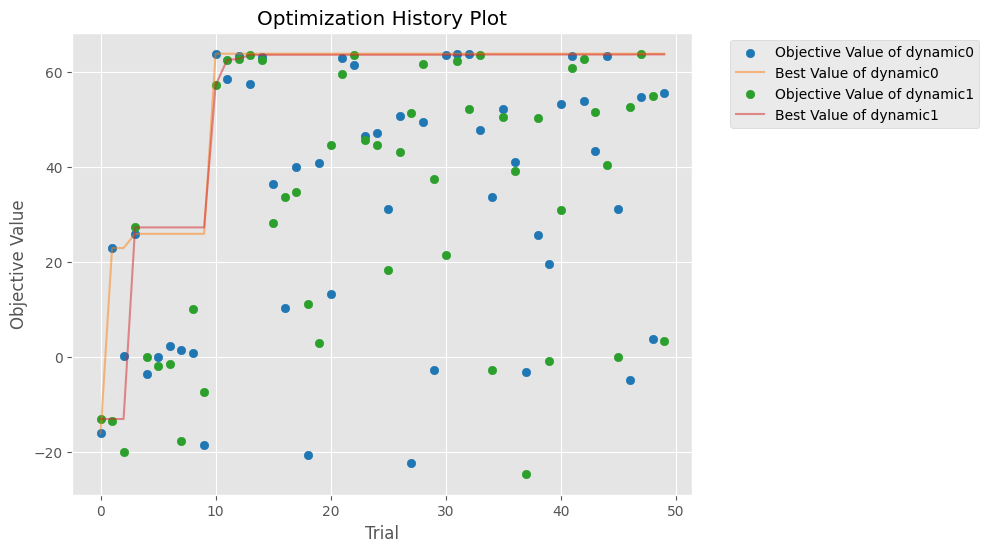 Optimization History Plot
Objective Value
60
40
20
0
−20
0
10
20
30
40
50
Trial
Objective Value of dynamic0
Best Value of dynamic0
Objective Value of dynamic1
Best Value of dynamic1